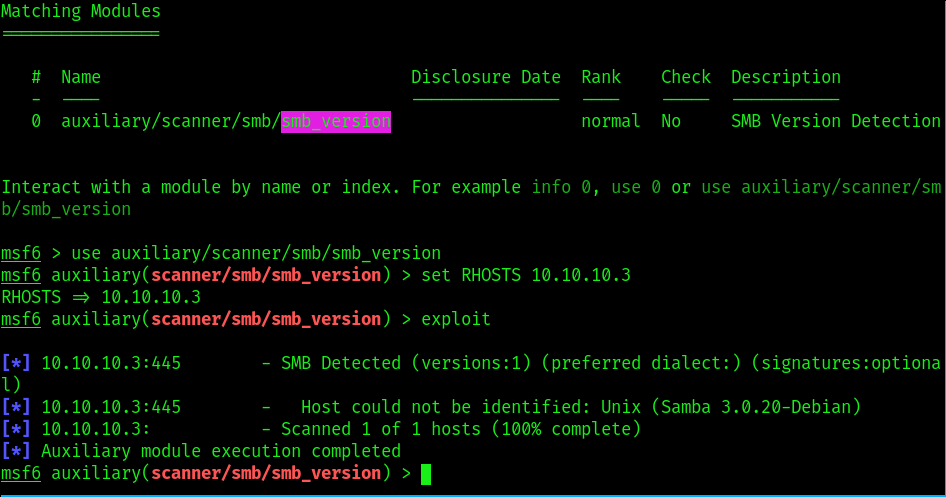 Matching Modules
================
#  Name                                Disclosure Date  Rank    Check  Description
-  ----                                ---------------  ----    -----  -----------
0  auxiliary/scanner/smb/smb_version                   normal  No     SMB Version Detection
Interact with a module by name or index. For example info 0, use 0 or use auxiliary/scanner/sm
b/smb_version
msf6 > use auxiliary/scanner/smb/smb_version
msf6 auxiliary(scanner/smb/smb_version) > set RHOSTS 10.10.10.3
RHOSTS => 10.10.10.3
msf6 auxiliary(scanner/smb/smb_version) > exploit
[*] 10.10.10.3:445        - SMB Detected (versions:1) (preferred dialect:) (signatures:optiona
l)
[*] 10.10.10.3:445        -   Host could not be identified: Unix (Samba 3.0.20-Debian)
[*] 10.10.10.3:           - Scanned 1 of 1 hosts (100% complete)
[*] Auxiliary module execution completed
msf6 auxiliary(scanner/smb/smb_version) >